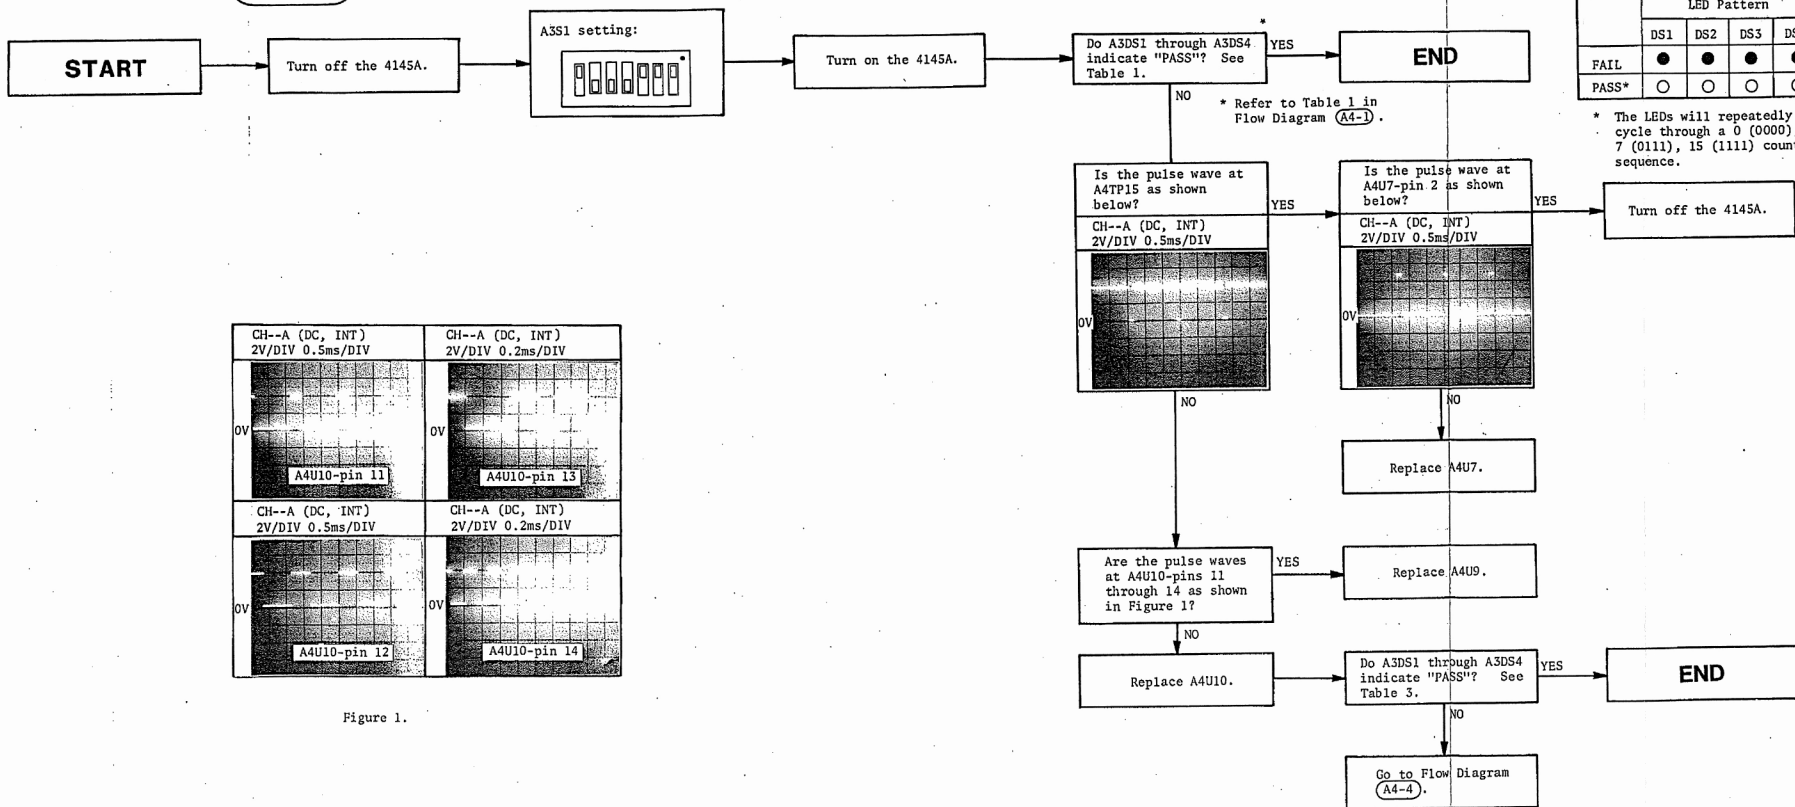 START
Turn off the 4145A.
A3S1 setting:
Turn on the 4145A.
Do A3DS1 through A3DS4
indicate "PASS"? See
Table 1.
*
YES
END
NO
* Refer to Table 1 in
Flow Diagram A4-1 .
LED Pattern
DS1 DS2 DS3
FAIL
PASS*
* The LEDs will repeatedly
cycle through a 0 (0000)
7 (0111), 15 (1111)
sequence.
Is the pulse wave at
A4TP15 as shown
below?
YES
CH--A (DC, INT)
2V/DIV 0.5ms/DIV
0V
NO
Is the pulse wave at
A4U7-pin 2 as shown
below?
YES
CH--A (DC, INT)
2V/DIV 0.5ms/DIV
0V
NO
Turn off the 4145A.
Replace A4U7.
CH--A (DC, INT)
2V/DIV 0.5ms/DIV
0V
A4U10-pin 11
CH--A (DC, INT)
2V/DIV 0.2ms/DIV
0V
A4U10-pin 13
CH--A (DC, INT)
2V/DIV 0.5ms/DIV
0V
A4U10-pin 12
CH--A (DC, INT)
2V/DIV 0.2ms/DIV
0V
A4U10-pin 14
Figure 1.
Are the pulse waves
at A4U10-pins 11
through 14 as shown
in Figure 1?
YES
Replace A4U9.
NO
Replace A4U10.
Do A3DS1 through A3DS4
indicate "PASS"? See
Table 3.
YES
END
NO
Go to Flow Diagram
A4-4 .